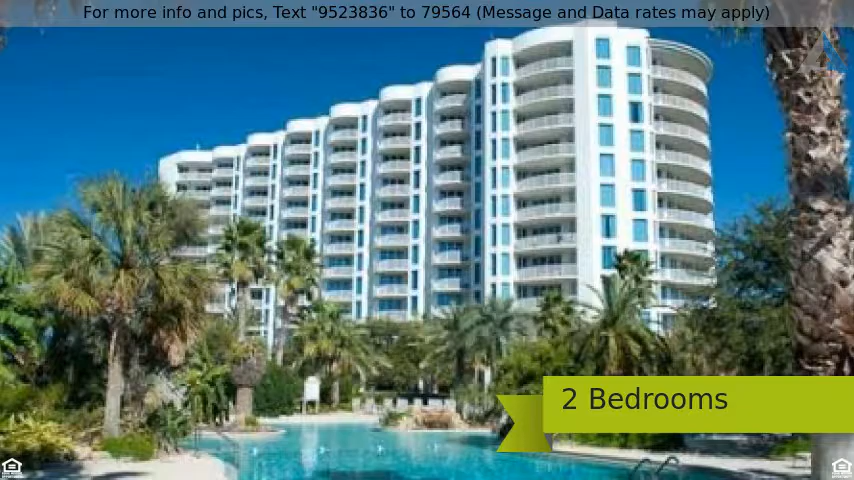 For more info and pics, Text "9523836" to 79564 (Message and Data rates may apply)
2 Bedrooms